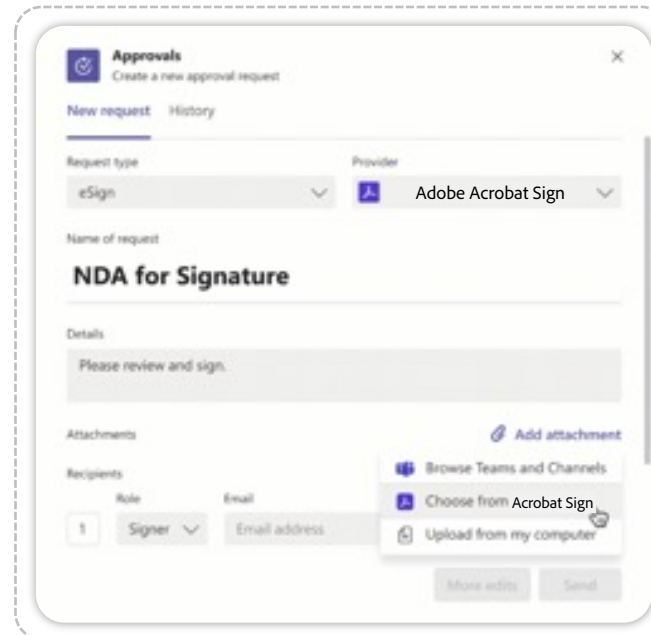 Approvals
Create a new approval request
New request History
Request type Provider
eSign Adobe Acrobat Sign
Name of request
NDA for Signature
Details
Please review and sign.
Attachments Add attachment
Browse Teams and Channels
Recipients
Role Email
Choose from Acrobat Sign
1 Signer Email address
Upload from my computer
More edits Send